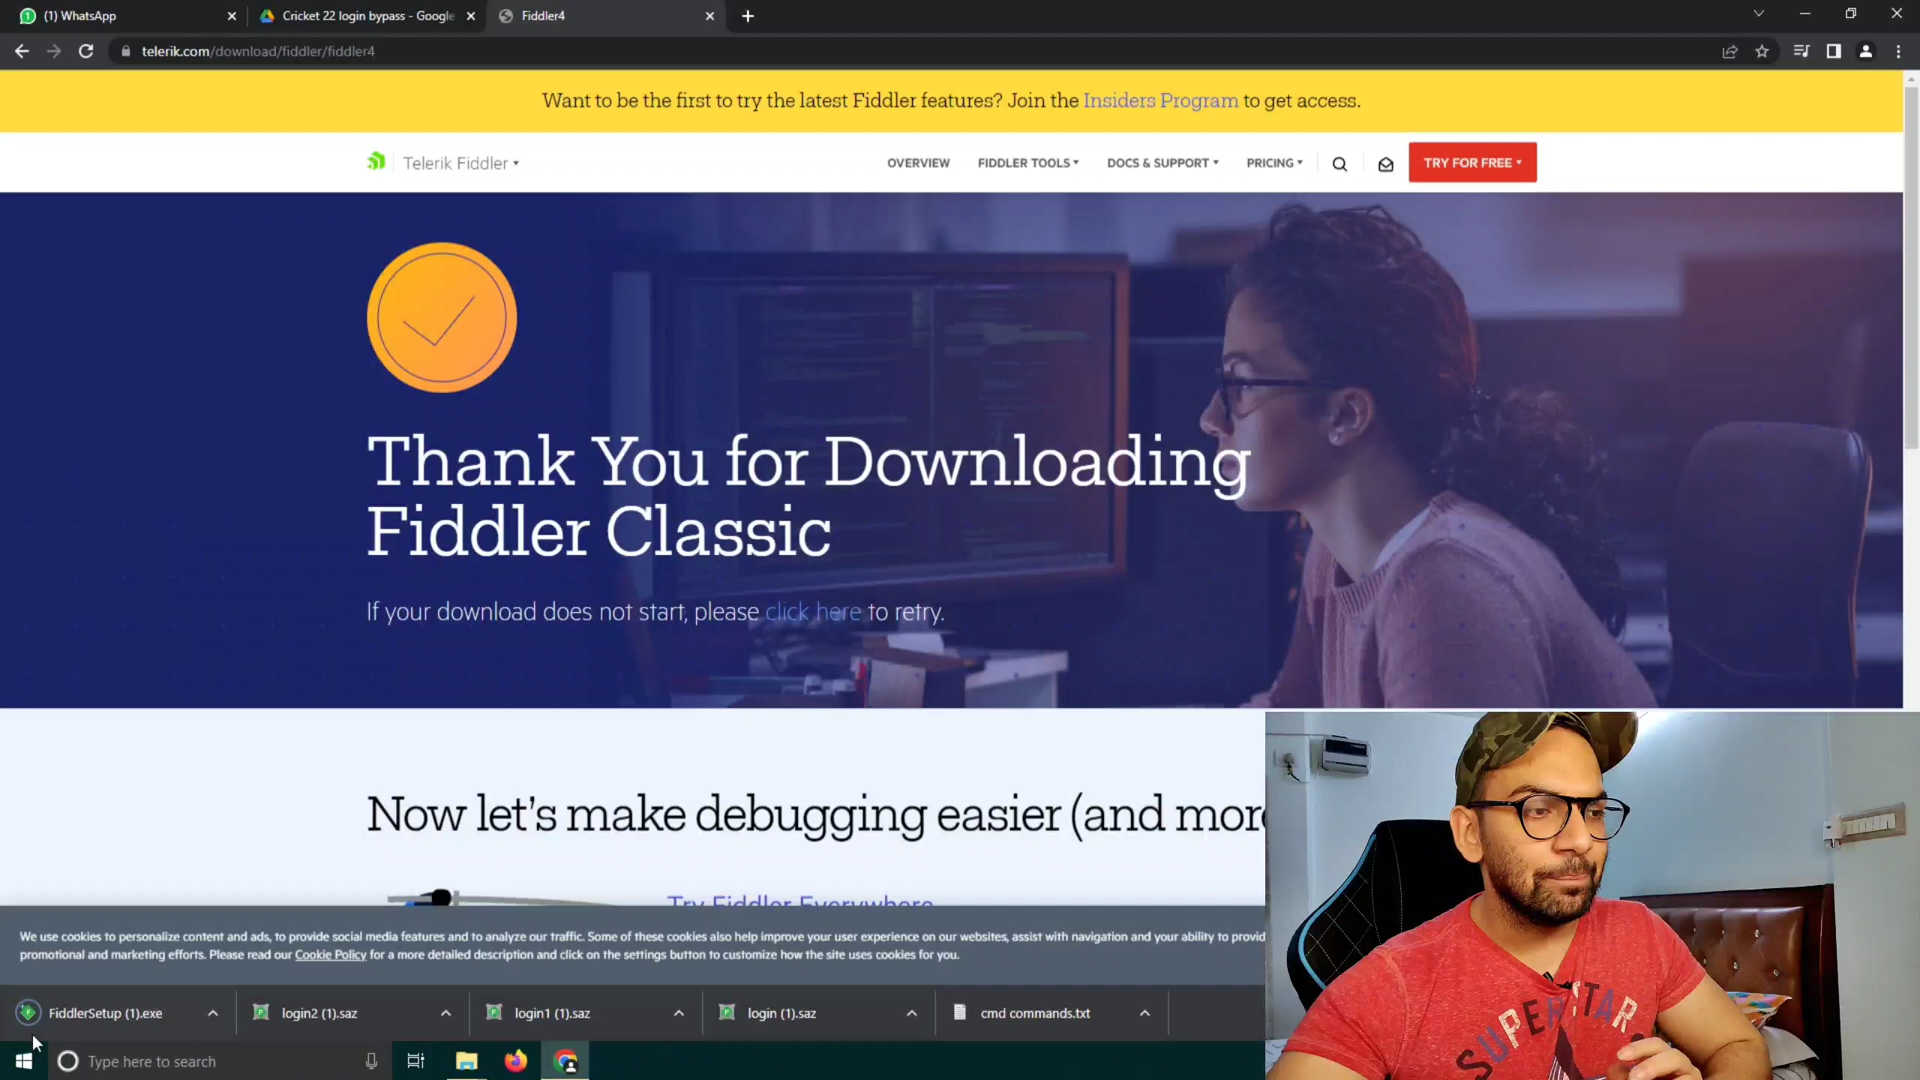 (1) WhatsApp
Cricket 22 login bypass - Google
Fiddler4
telerik.com/download/fiddler/fiddler4
Want to be the first to try the latest Fiddler features? Join the Insiders Program to get access.
Telerik Fiddler
OVERVIEW
FIDDLER TOOLS
DOCS & SUPPORT
PRICING
TRY FOR FREE
Thank You for Downloading
Fiddler Classic
If your download does not start, please click here to retry.
Now let's make debugging easier (and more
Try Fiddler Everywhere
We use cookies to personalize content and ads, to provide social media features and to analyze our traffic. Some of these cookies also help improve your user experience on our websites, assist with navigation and your ability to provid
promotional and marketing efforts. Please read our Cookie Policy for a more detailed description and click on the settings button to customize how the site uses cookies for you.
FiddlerSetup (1).exe
login2 (1).saz
login1 (1).saz
login (1).saz
cmd commands.txt
Type here to search
SUPERSTAR